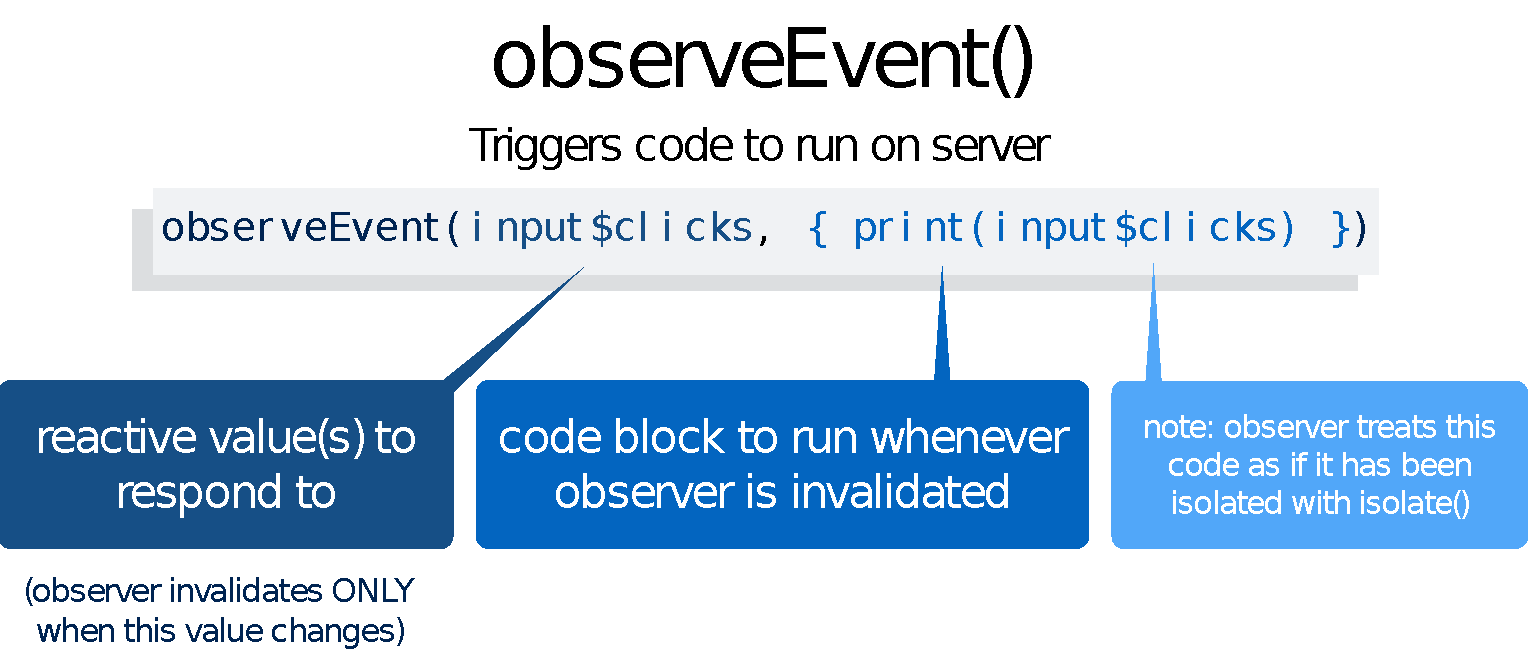 observeEvent()
Triggers code to run on server
observeEvent(input$clicks, { print(input$clicks) })
reactive value(s) to
respond to
code block to run whenever
observer is invalidated
note: observer treats this
code as if it has been
isolated with isolate()
(observer invalidates ONLY
when this value changes)